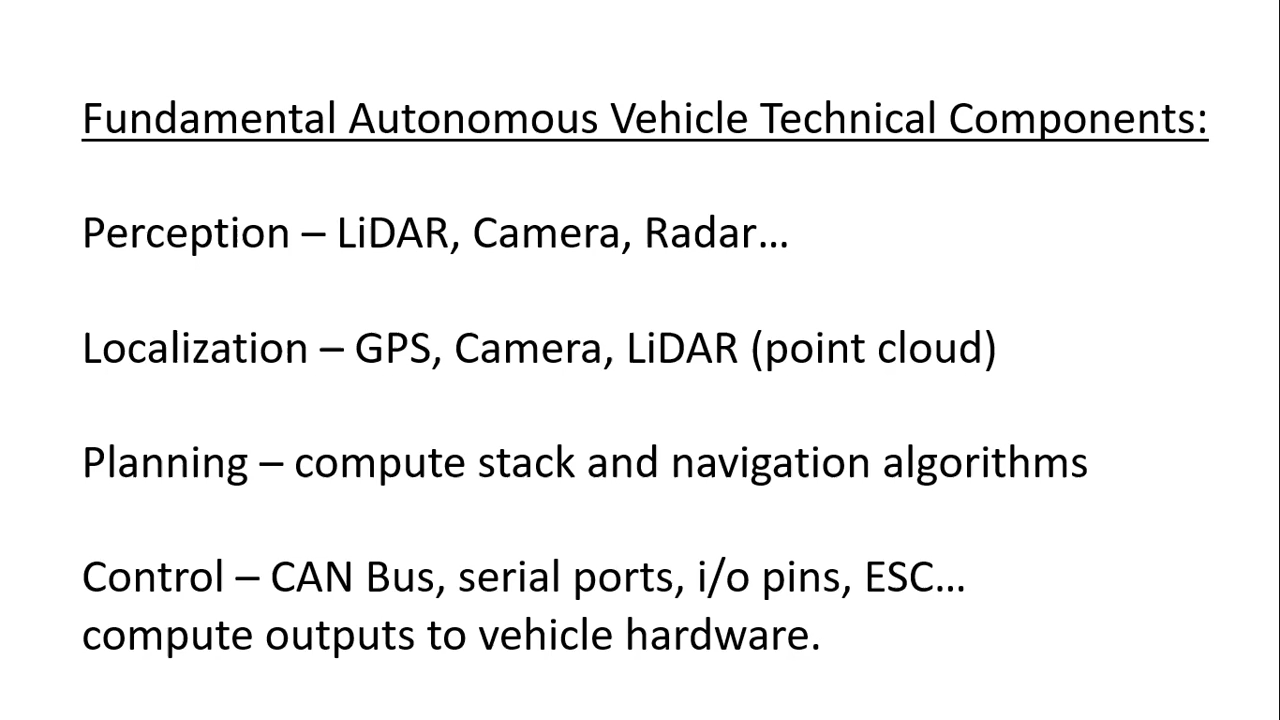 Fundamental Autonomous Vehicle Technical Components:
Perception – LiDAR, Camera, Radar…
Localization – GPS, Camera, LiDAR (point cloud)
Planning – compute stack and navigation algorithms
Control – CAN Bus, serial ports, i/o pins, ESC…
compute outputs to vehicle hardware.